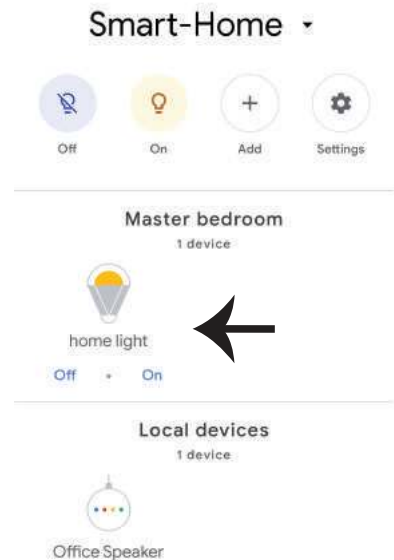 Smart-Home
Off On Add Settings
Master bedroom
1 device
home light
Off • On
Local devices
1 device
Office Speaker